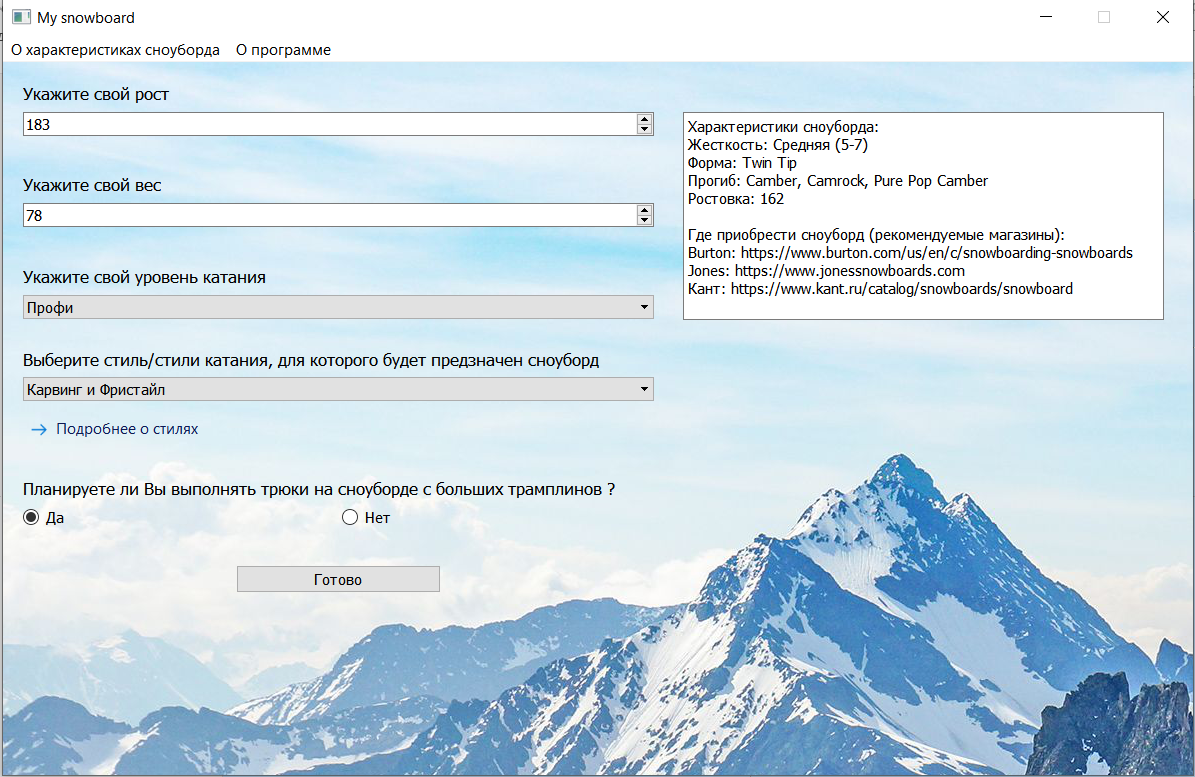 My snowboard
О характеристиках сноуборда О программе
Укажите свой рост
183
Укажите свой вес
78
Укажите свой уровень катания
Профи
Выберите стиль/стили катания, для которого будет предназначен сноуборд
Карвинг и Фристайл
Подробнее о стилях
Планируете ли Вы выполнять трюки на сноуборде с больших трамплинов ?
Да Нет
Готово
Характеристики сноуборда:
Жесткость: Средняя (5-7)
Форма: Twin Tip
Прогиб: Camber, Camrock, Pure Pop Camber
Ростовка: 162
Где приобрести сноуборд (рекомендуемые магазины):
Burton: https://www.burton.com/us/en/c/snowboarding-snowboards
Jones: https://www.jonessnowboards.com
Кант: https://www.kant.ru/catalog/snowboards/snowboard